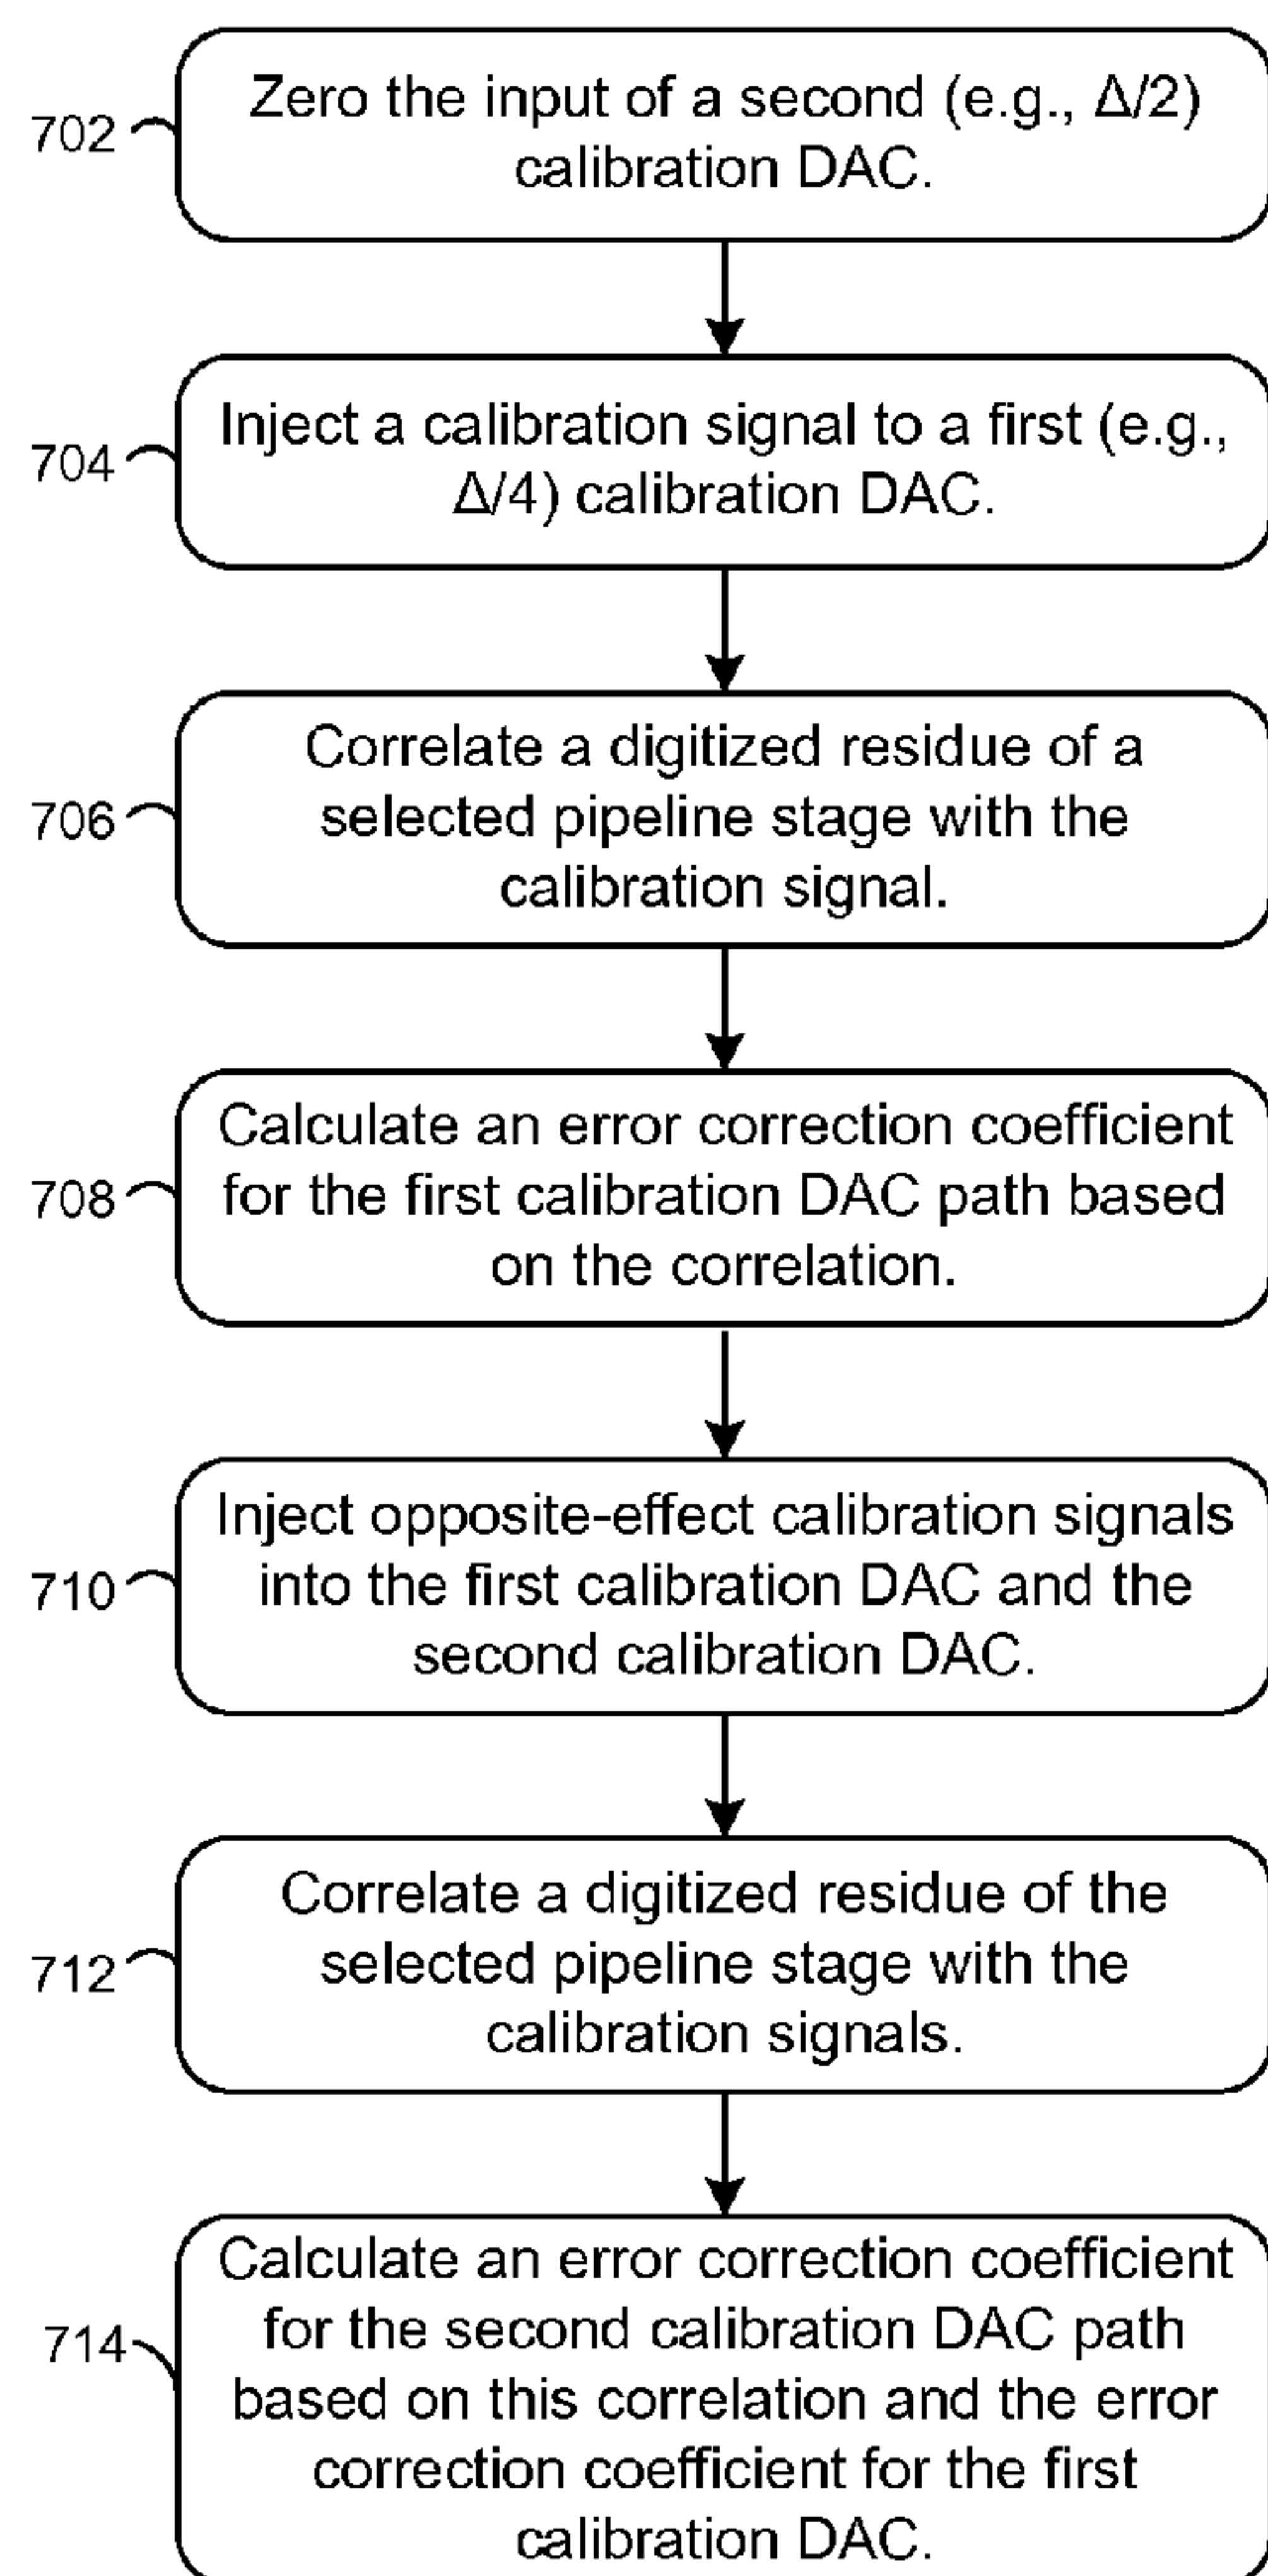 702
Zero the input of a second (e.g., Δ/2)
calibration DAC.
704
Inject a calibration signal to a first (e.g.,
Δ/4) calibration DAC.
706
Correlate a digitized residue of a
selected pipeline stage with the
calibration signal.
708
Calculate an error correction coefficient
for the first calibration DAC path based
on the correlation.
710
Inject opposite-effect calibration signals
into the first calibration DAC and the
second calibration DAC.
712
Correlate a digitized residue of the
selected pipeline stage with the
calibration signals.
714
Calculate an error correction coefficient
for the second calibration DAC path
based on this correlation and the error
correction coefficient for the first
calibration DAC.